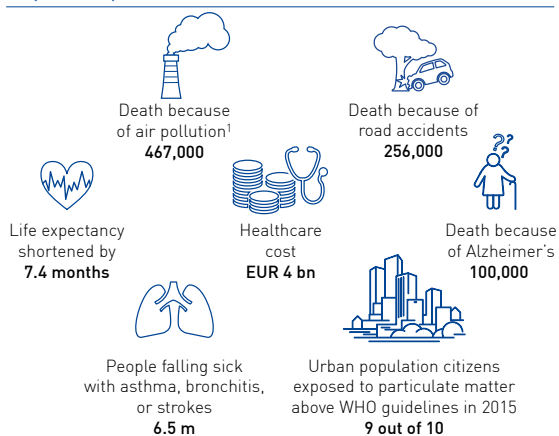 Death because
of air pollution¹
467,000
Death because of
road accidents
256,000
??
?
Life expectancy
shortened by
7.4 months
Healthcare
cost
EUR 4 bn
Death because
of Alzheimer's
100,000
People falling sick
with asthma, bronchitis,
or strokes
6.5 m
Urban population citizens
exposed to particulate matter
above WHO guidelines in 2015
9 out of 10